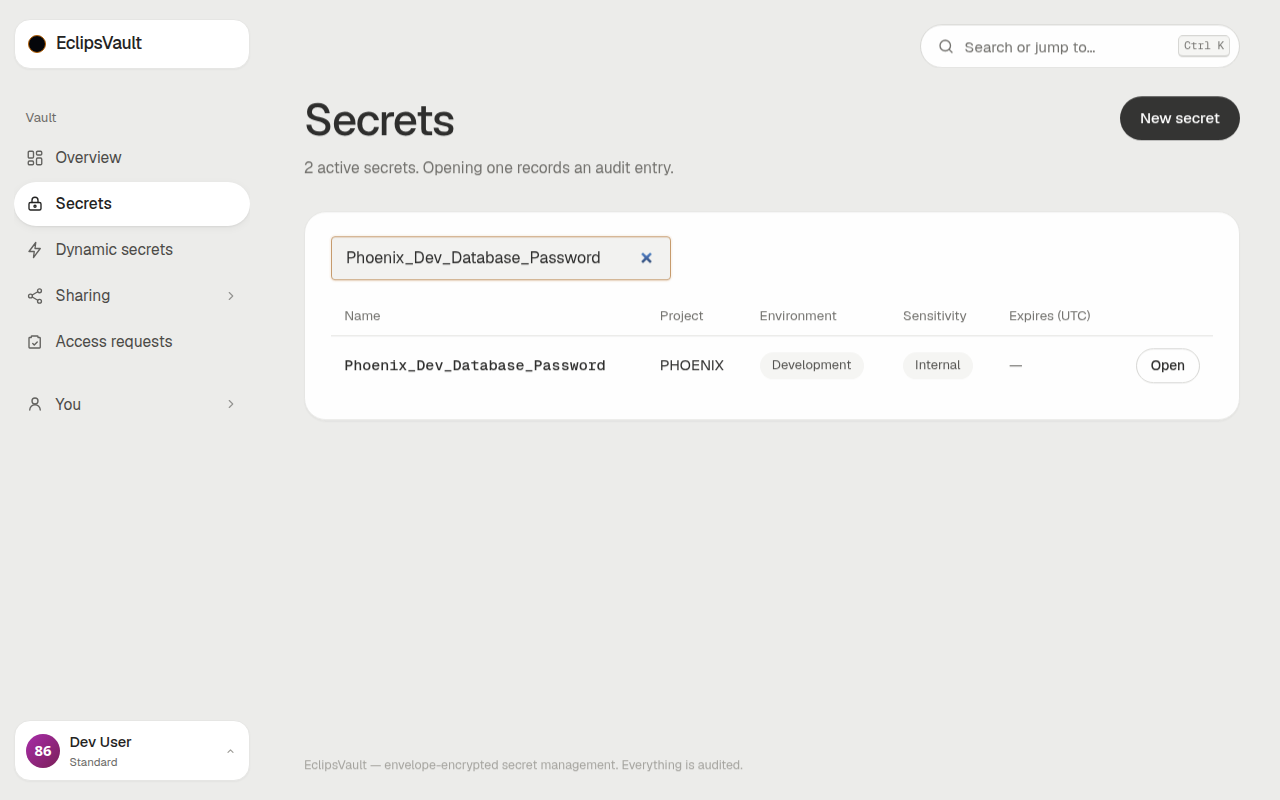 EclipsVault
Search or jump to...
Ctrl K
Vault
Overview
Secrets
Dynamic secrets
Sharing
Access requests
You
Secrets
New secret
2 active secrets. Opening one records an audit entry.
Phoenix_Dev_Database_Password
Name Project Environment Sensitivity Expires (UTC)
Phoenix_Dev_Database_Password PHOENIX Development Internal — Open
86
Dev User
Standard
EclipsVault — envelope-encrypted secret management. Everything is audited.